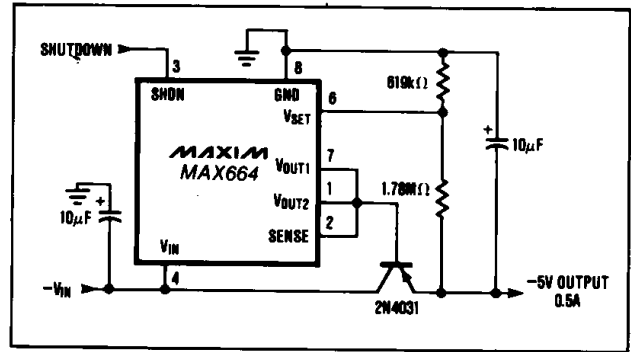 SHUTDOWN
3
8
SHDN
GND
619kΩ
6
VSET
MAXIM
MAX664
+
10µF
7
VOUT1
+
10µF
1
VOUT2
1.78MΩ
2
SENSE
VIN
4
-VIN
2N4031
-5V OUTPUT
0.5A